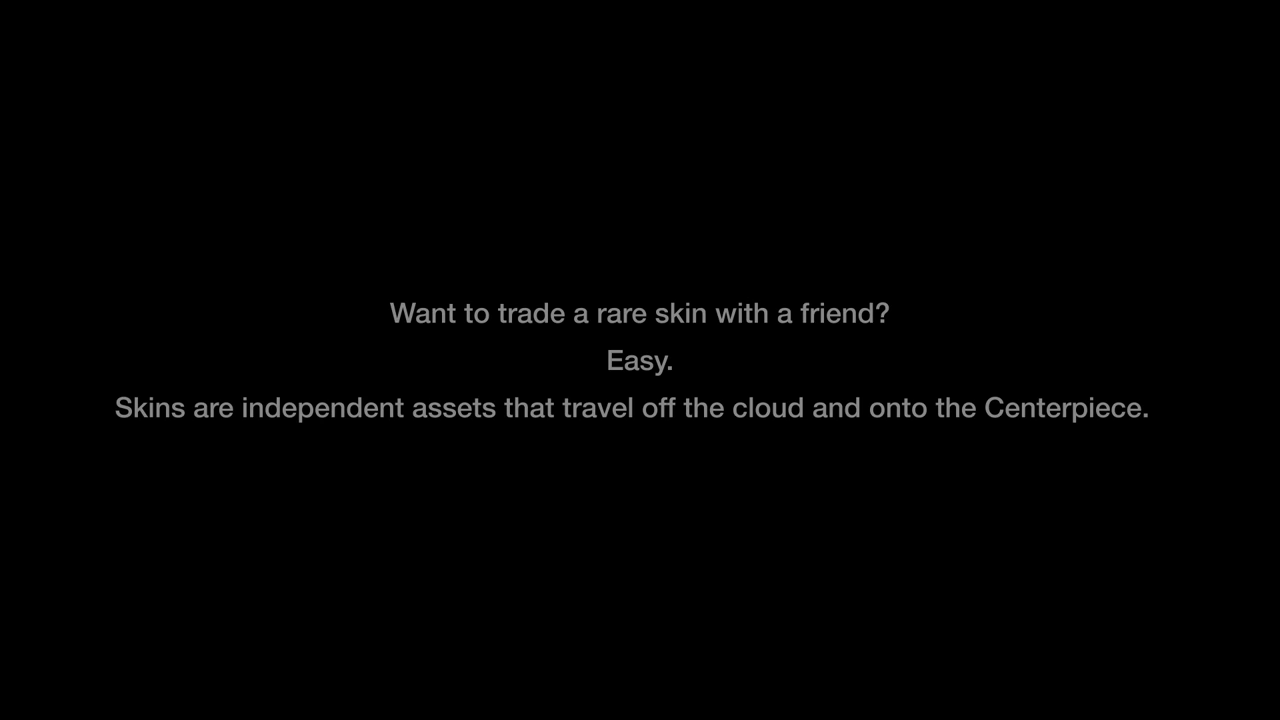 Want to trade a rare skin with a friend?
Easy.
Skins are independent assets that travel off the cloud and onto the Centerpiece.